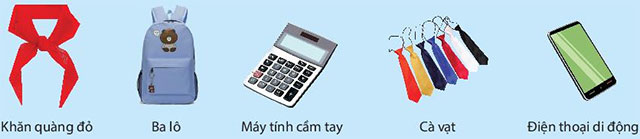 Khăn quàng đỏ Ba lô Máy tính cầm tay Cà vạt Điện thoại di động